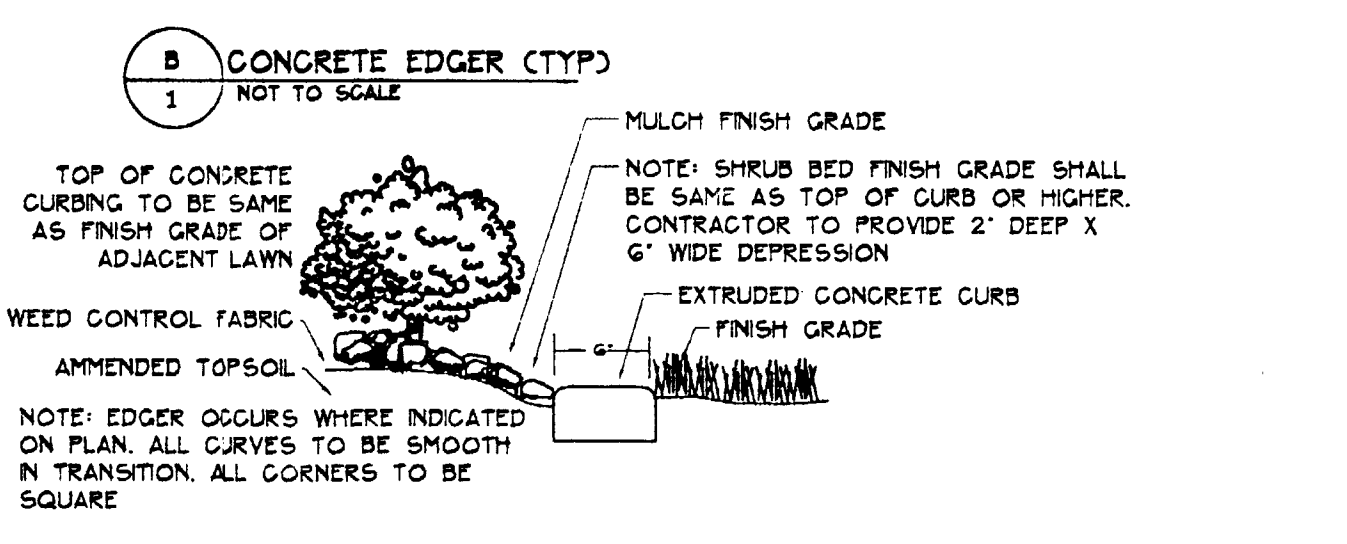 B
1
CONCRETE EDGER (TYP)
NOT TO SCALE
MULCH FINISH GRADE
NOTE: SHRUB BED FINISH GRADE SHALL
BE SAME AS TOP OF CURB OR HIGHER.
CONTRACTOR TO PROVIDE 2" DEEP X
6" WIDE DEPRESSION
TOP OF CONCRETE
CURBING TO BE SAME
AS FINISH GRADE OF
ADJACENT LAWN
EXTRUDED CONCRETE CURB
FINISH GRADE
6"
WEED CONTROL FABRIC
AMMENDED TOPSOIL
NOTE: EDGER OCCURS WHERE INDICATED
ON PLAN. ALL CURVES TO BE SMOOTH
IN TRANSITION. ALL CORNERS TO BE
SQUARE